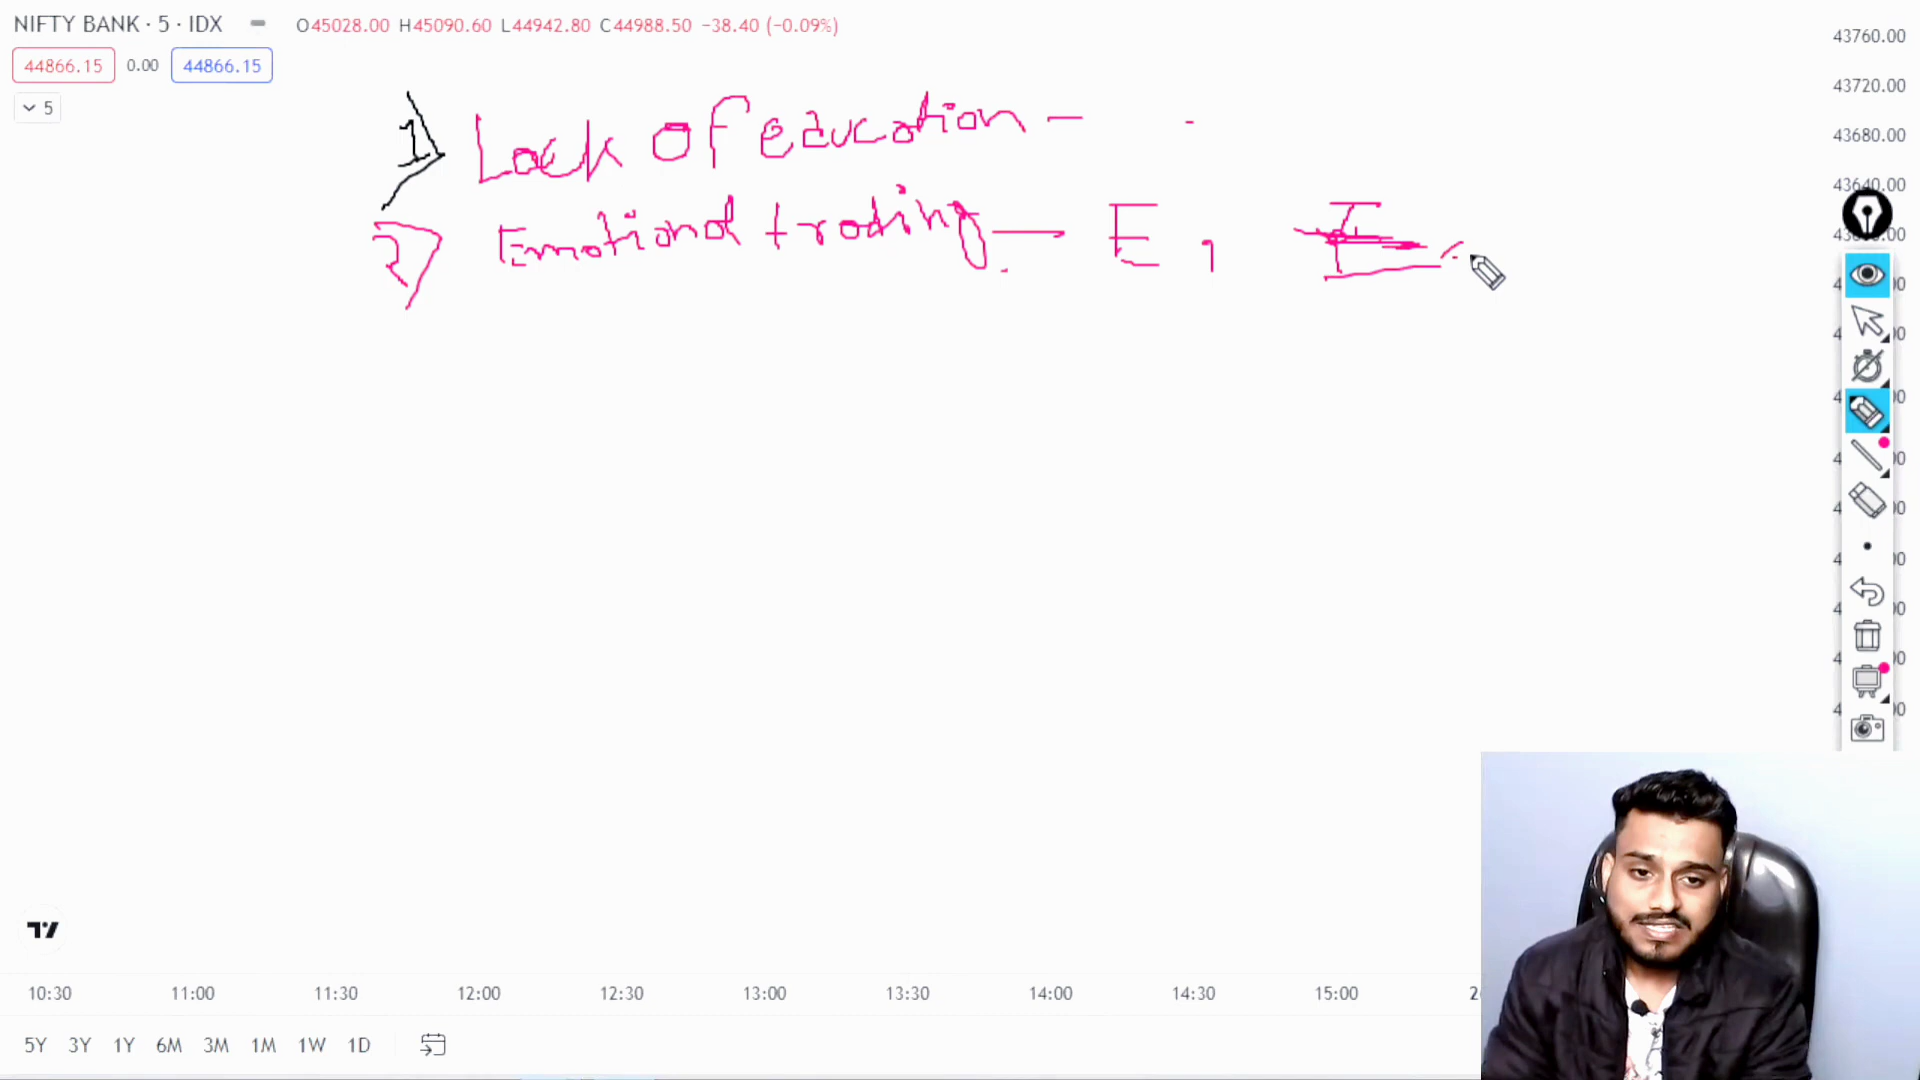 NIFTY BANK · 5 · IDX O45028.00 H45090.60 L44942.80 C44988.50 −38.40 (−0.09%)
44866.15 0.00 44866.15
5
1) Lack of education -
2) Emotional trading — E, I
43760.00
43720.00
43680.00
43640.00
10:30 11:00 11:30 12:00 12:30 13:00 13:30 14:00 14:30 15:00
5Y 3Y 1Y 6M 3M 1M 1W 1D